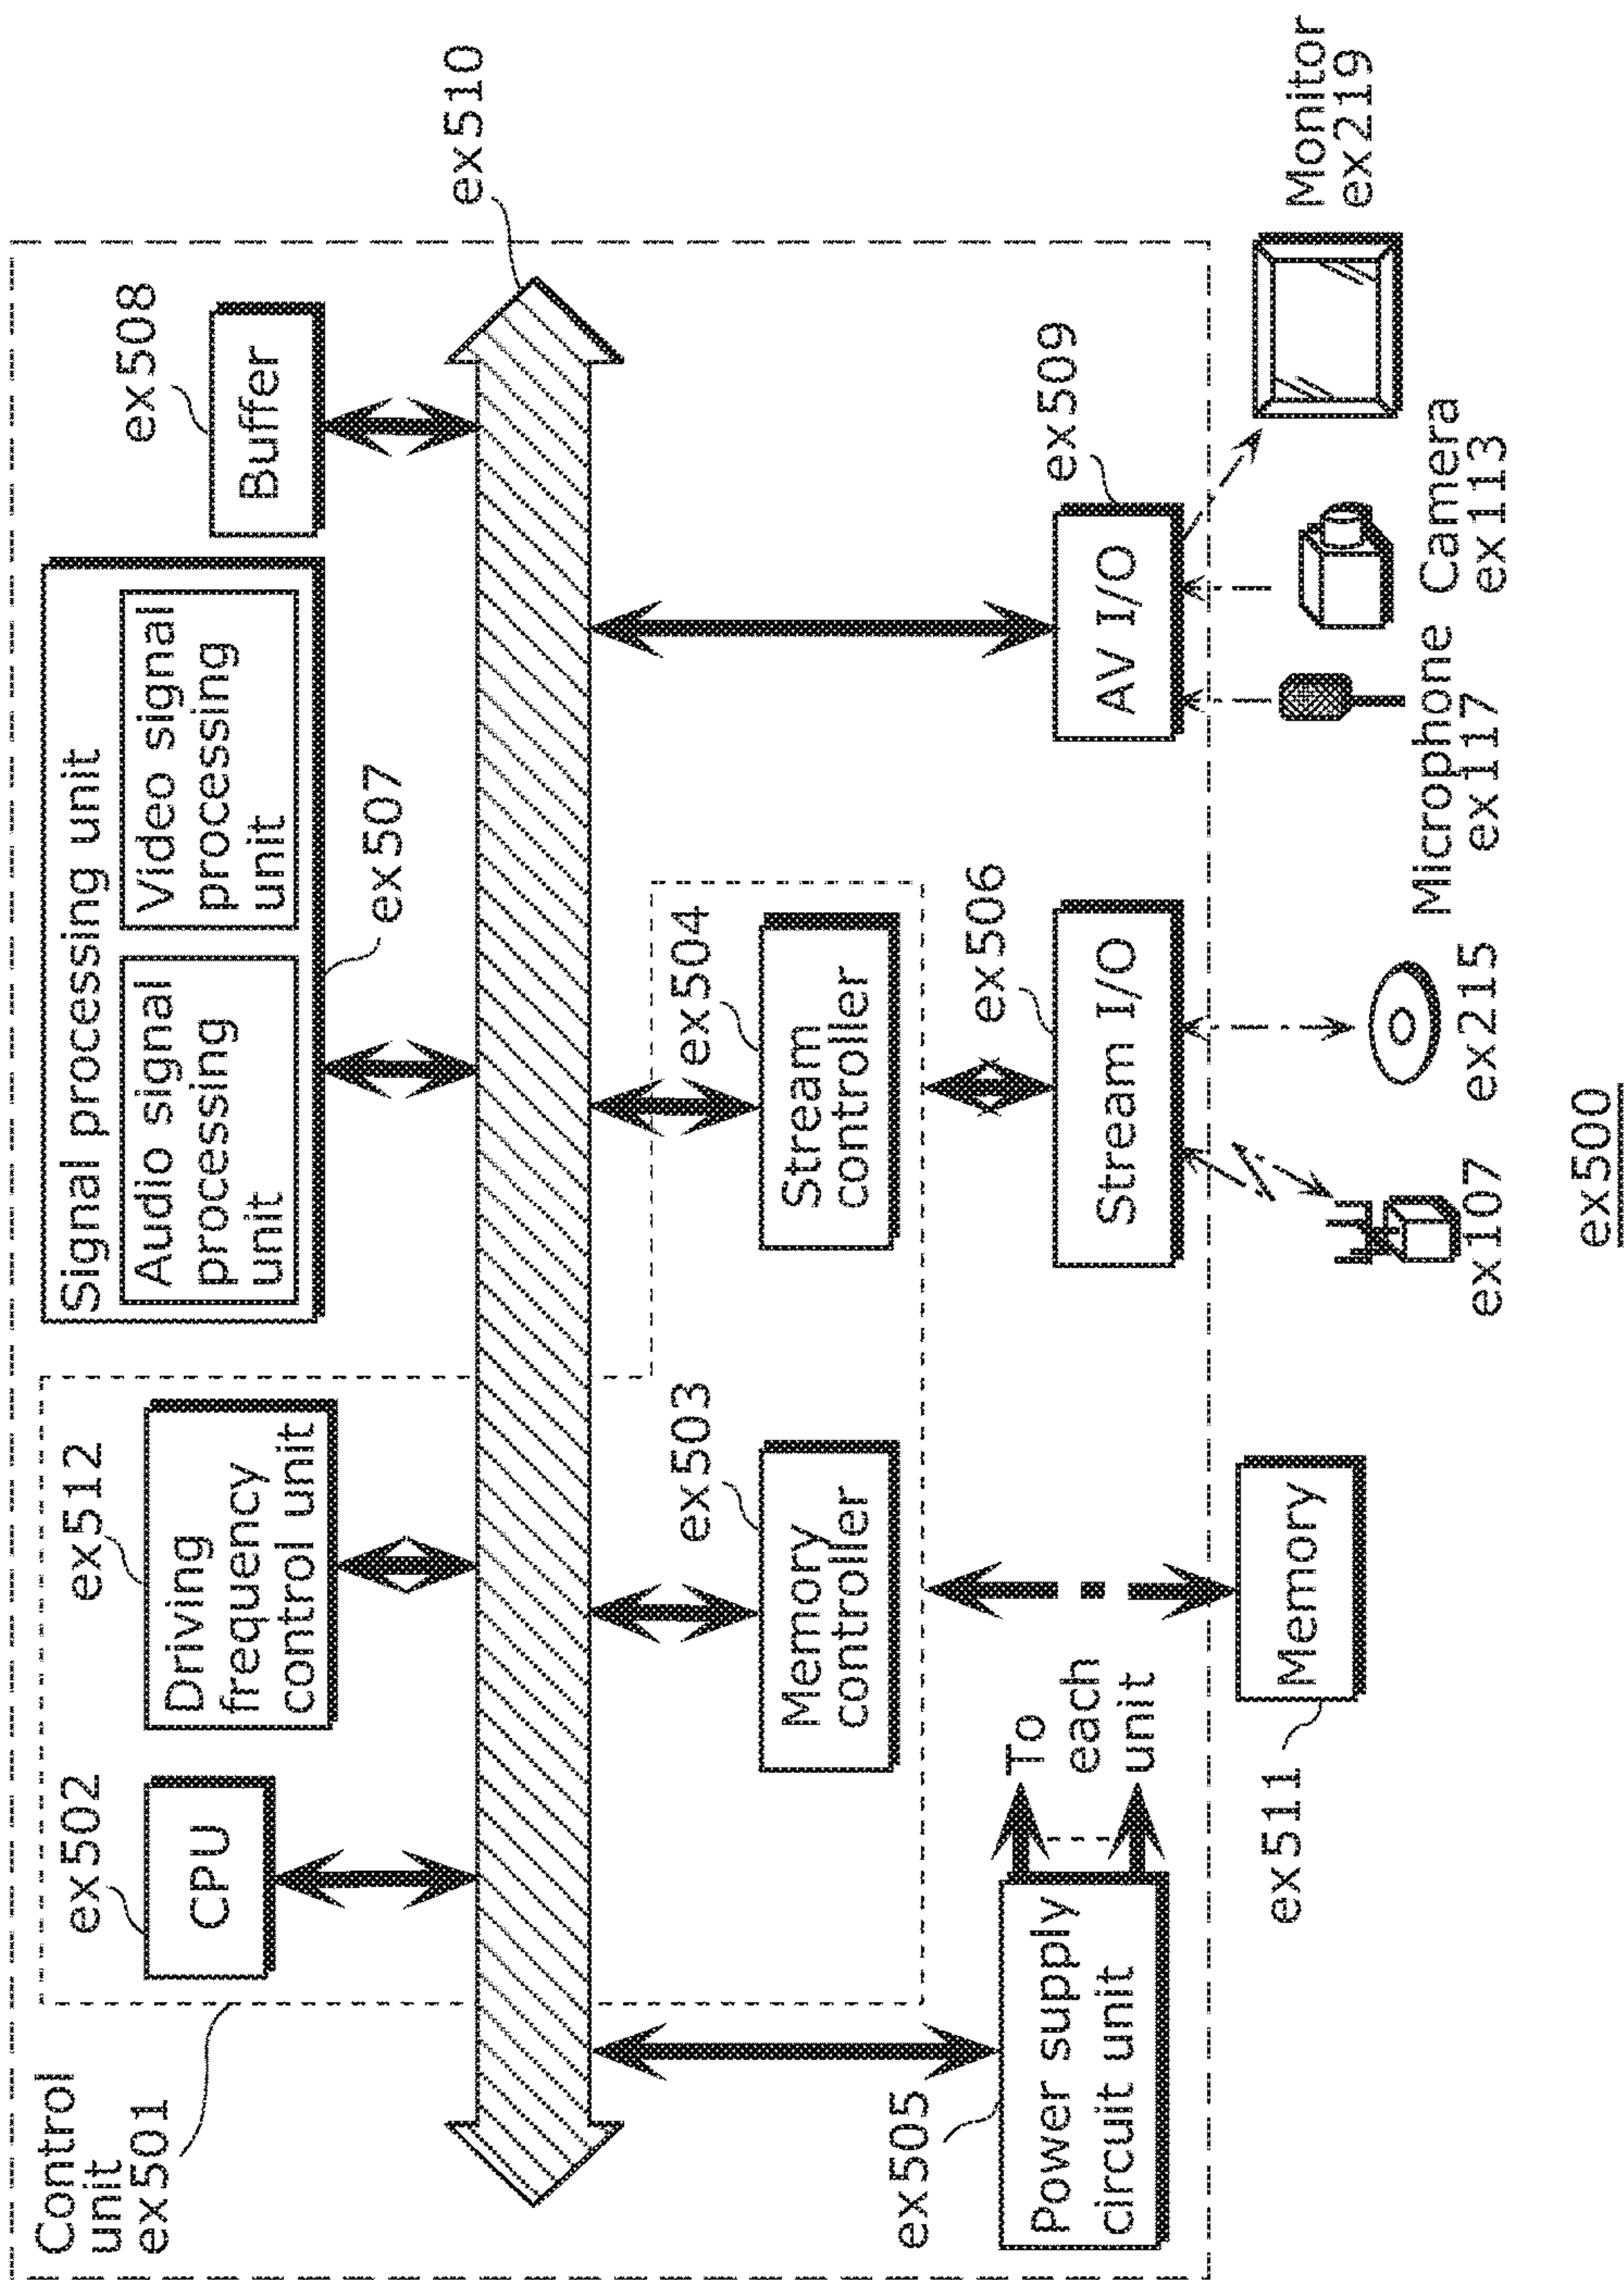 Control
unit
ex501
ex502
CPU
ex512
Driving
frequency
control unit
Signal processing unit
Audio signal
processing
unit
Video signal
processing
unit
ex507
ex508
Buffer
ex510
ex503
Memory
controller
ex504
Stream
controller
ex505
Power supply
circuit unit
To
each
unit
ex506
Stream I/O
ex509
AV I/O
ex511
Memory
ex107
ex215
Microphone
ex117
Camera
ex113
Monitor
ex219
ex500